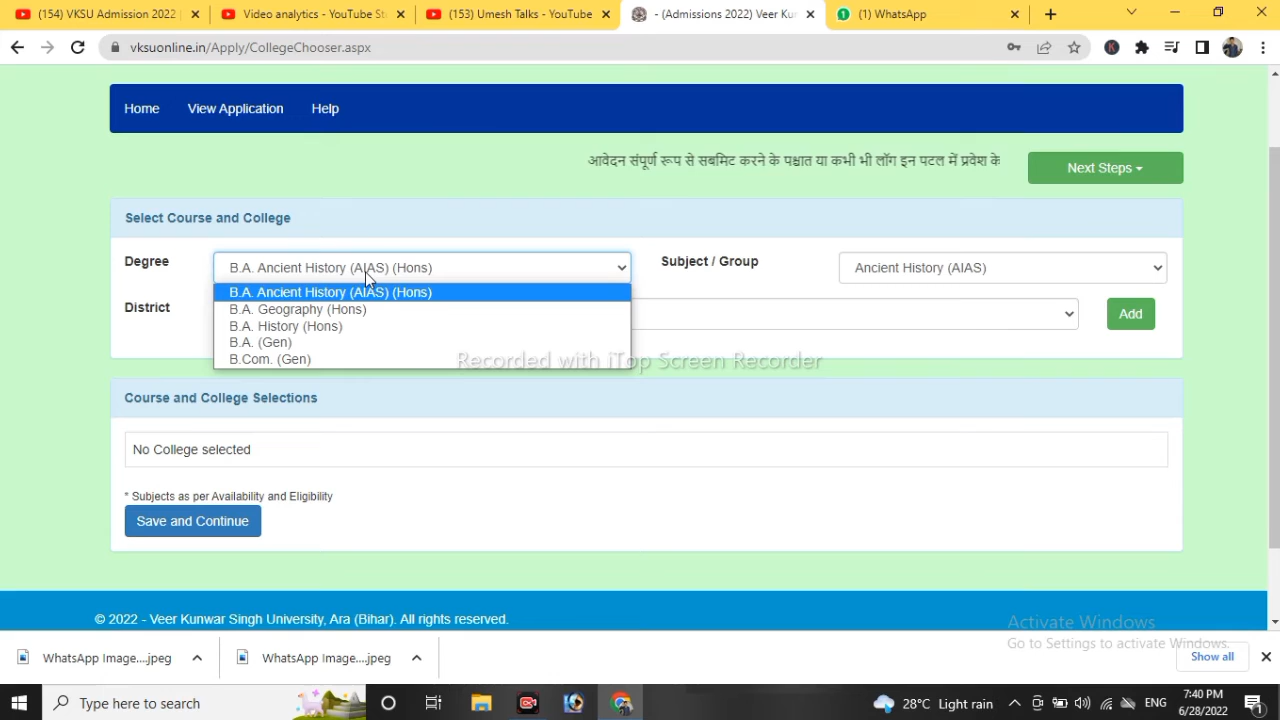 (154) VKSU Admission 2022 |
Video analytics - YouTube St
(153) Umesh Talks - YouTube
- (Admissions 2022) Veer Kun
(1) WhatsApp
vksuonline.in/Apply/CollegeChooser.aspx
Home View Application Help
आवेदन संपूर्ण रूप से सबमिट करने के पश्चात या कभी भी लॉग इन पटल में प्रवेश के
Next Steps
Select Course and College
Degree
B.A. Ancient History (AIAS) (Hons)
Subject / Group
Ancient History (AIAS)
B.A. Ancient History (AIAS) (Hons)
District
B.A. Geography (Hons)
Add
B.A. History (Hons)
B.A. (Gen)
B.Com. (Gen)
Recorded with iTop Screen Recorder
Course and College Selections
No College selected
* Subjects as per Availability and Eligibility
Save and Continue
© 2022 - Veer Kunwar Singh University, Ara (Bihar). All rights reserved.
Activate Windows
Go to Settings to activate Windows.
WhatsApp Image....jpeg
WhatsApp Image....jpeg
Show all
Type here to search
28°C Light rain
ENG
7:40 PM
6/28/2022